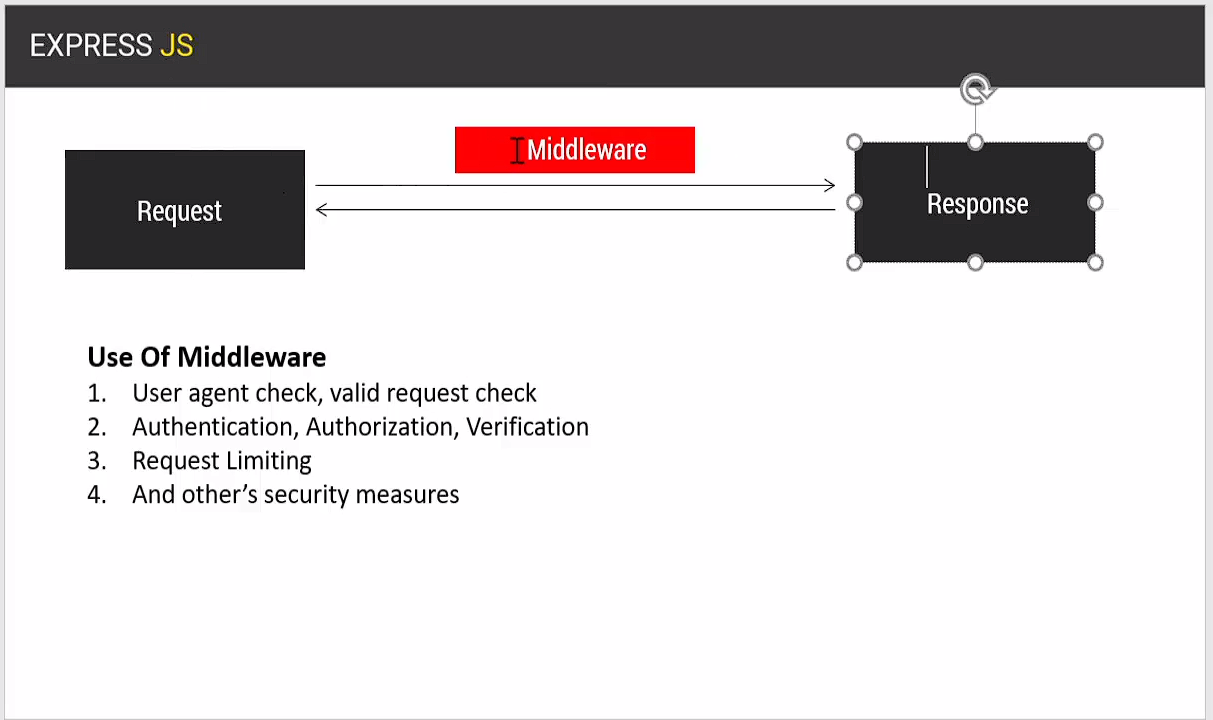 EXPRESS JS
Middleware
Request
Response
Use Of Middleware
1. User agent check, valid request check
2. Authentication, Authorization, Verification
3. Request Limiting
4. And other’s security measures